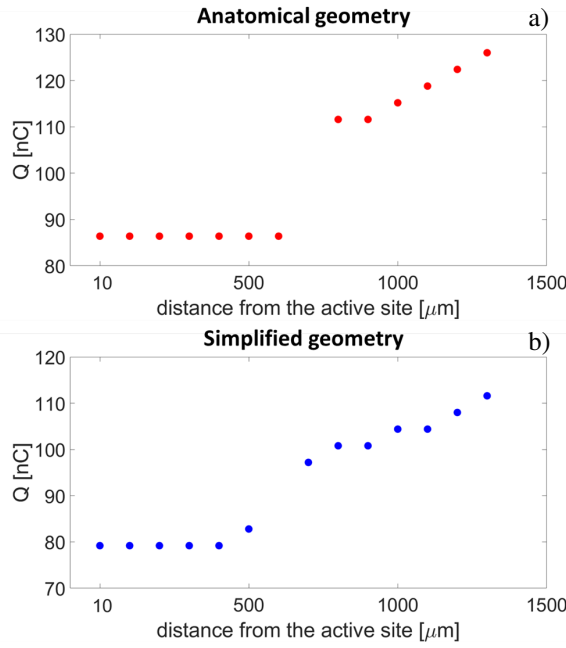 Anatomical geometry
a)
130
120
110
100
90
80
Q [nC]
10
500
1000
1500
distance from the active site [μm]
Simplified geometry
b)
120
110
100
90
80
70
Q [nC]
10
500
1000
1500
distance from the active site [μm]